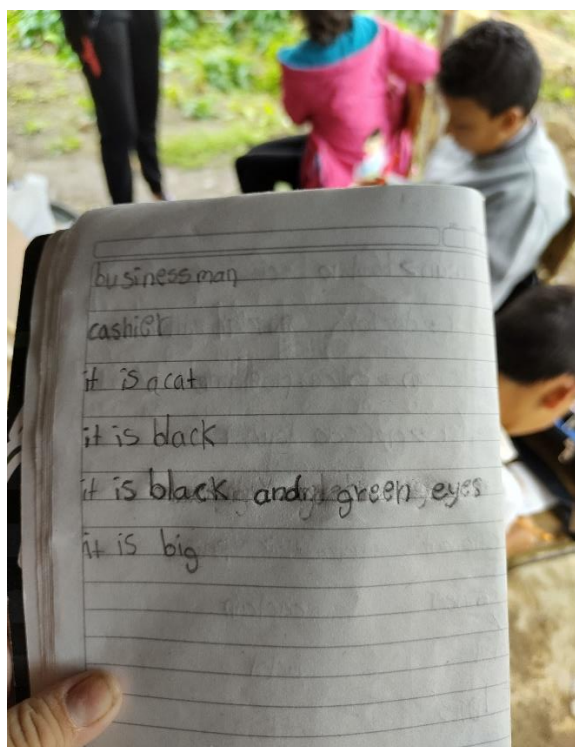 businessman
cashier
it is a cat
it is black
it is black and green eyes
it is big